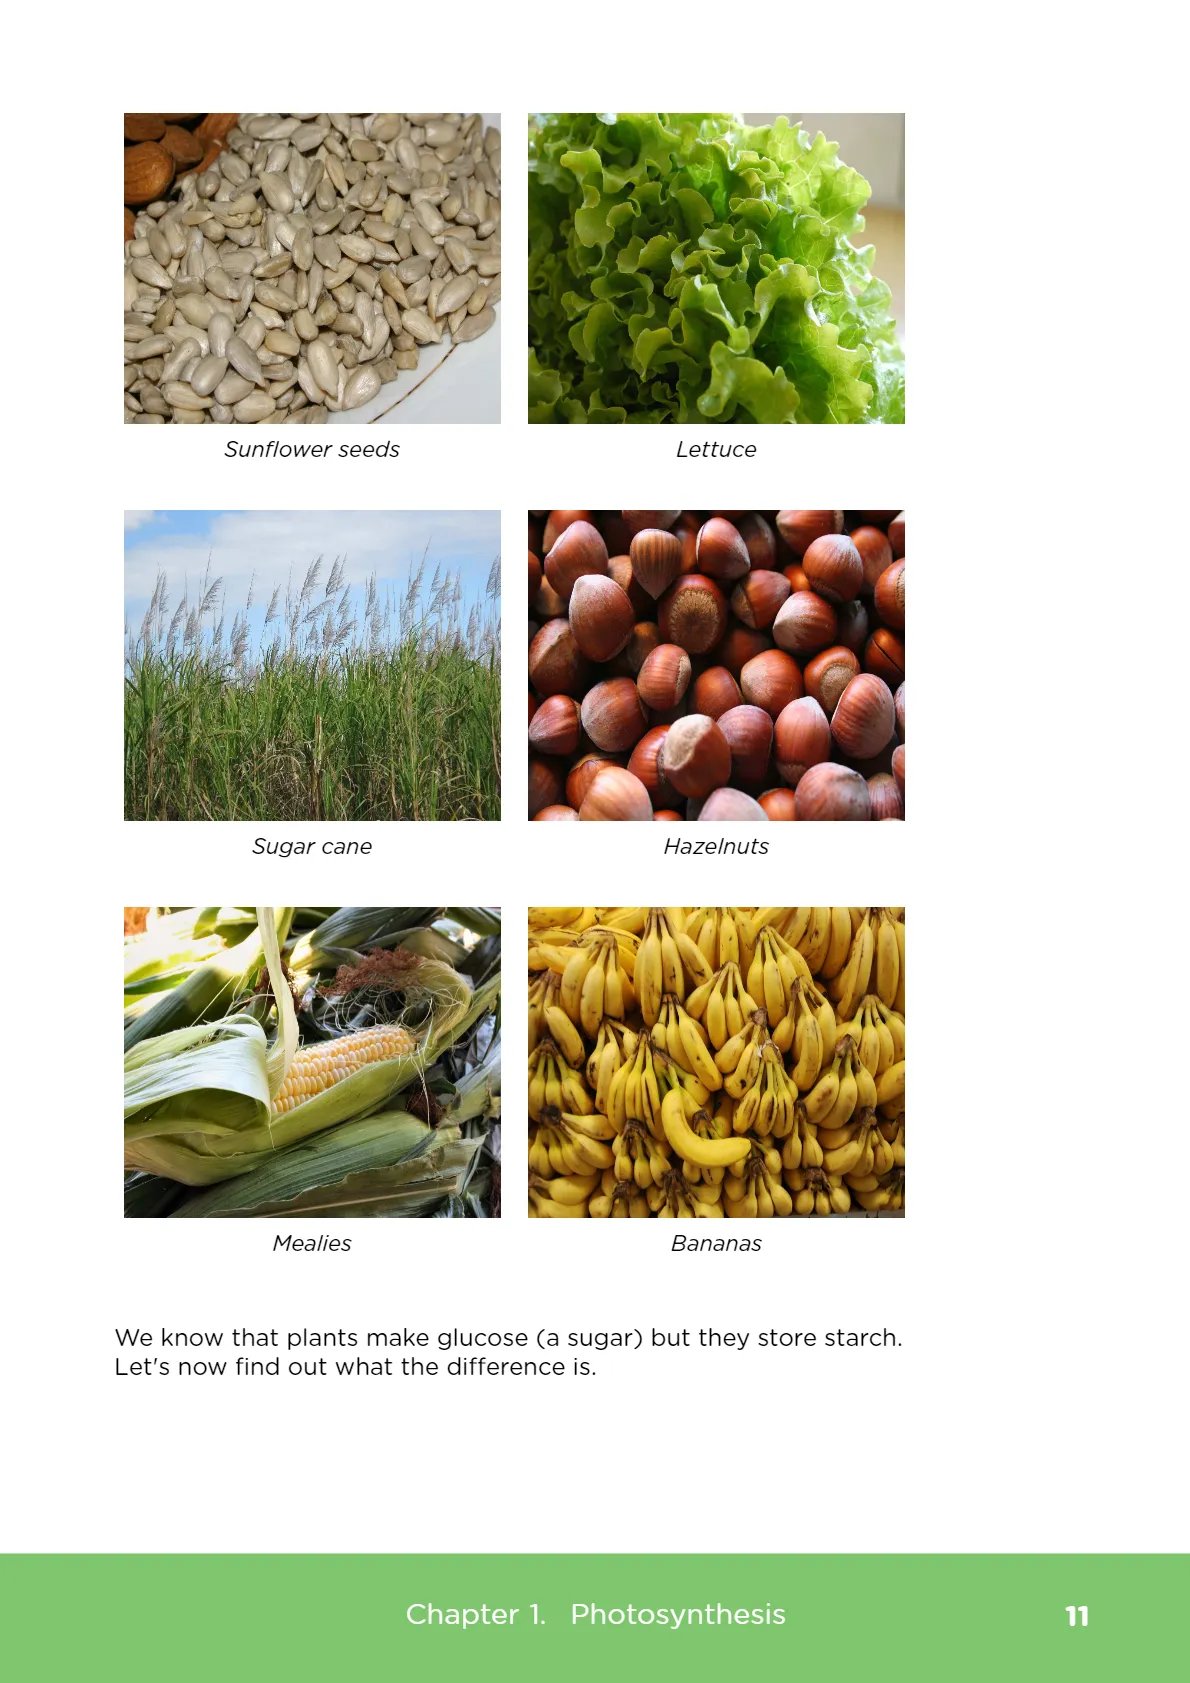 Sunflower seeds
Lettuce
Sugar cane
Hazelnuts
Mealies
Bananas
We know that plants make glucose (a sugar) but they store starch.
Let's now find out what the difference is.
Chapter 1. Photosynthesis
11